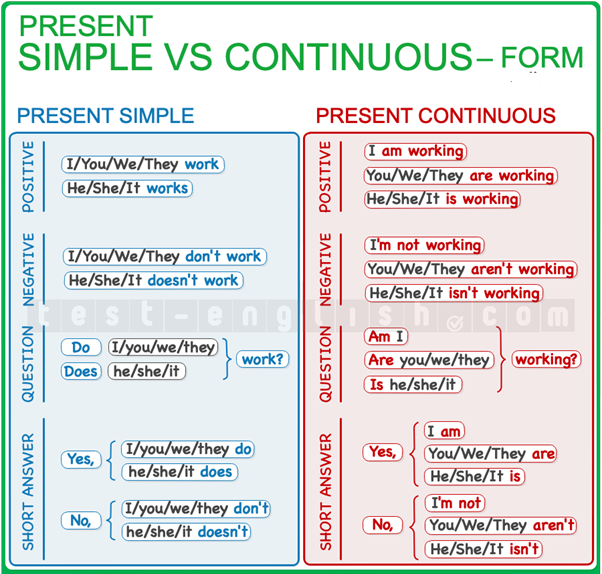 PRESENT
SIMPLE VS CONTINUOUS – FORM
PRESENT SIMPLE
POSITIVE
I/You/We/They work
He/She/It works
NEGATIVE
I/You/We/They don't work
He/She/It doesn't work
QUESTION
Do I/you/we/they
Does he/she/it
work?
SHORT ANSWER
Yes,
I/you/we/they do
he/she/it does
No,
I/you/we/they don't
he/she/it doesn't
PRESENT CONTINUOUS
POSITIVE
I am working
You/We/They are working
He/She/It is working
NEGATIVE
I'm not working
You/We/They aren't working
He/She/It isn't working
QUESTION
Am I
Are you/we/they
Is he/she/it
working?
SHORT ANSWER
Yes,
I am
You/We/They are
He/She/It is
No,
I'm not
You/We/They aren't
He/She/It isn't
test-english.com